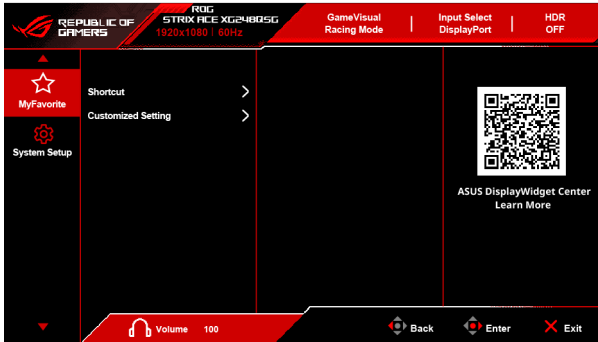 REPUBLIC OF
GAMERS
ROG
STRIX ACE XG248QSG
1920x1080 | 60Hz
GameVisual
Racing Mode
Input Select
DisplayPort
HDR
OFF
MyFavorite
System Setup
Shortcut
Customized Setting
ASUS DisplayWidget Center
Learn More
Volume 100
Back
Enter
Exit